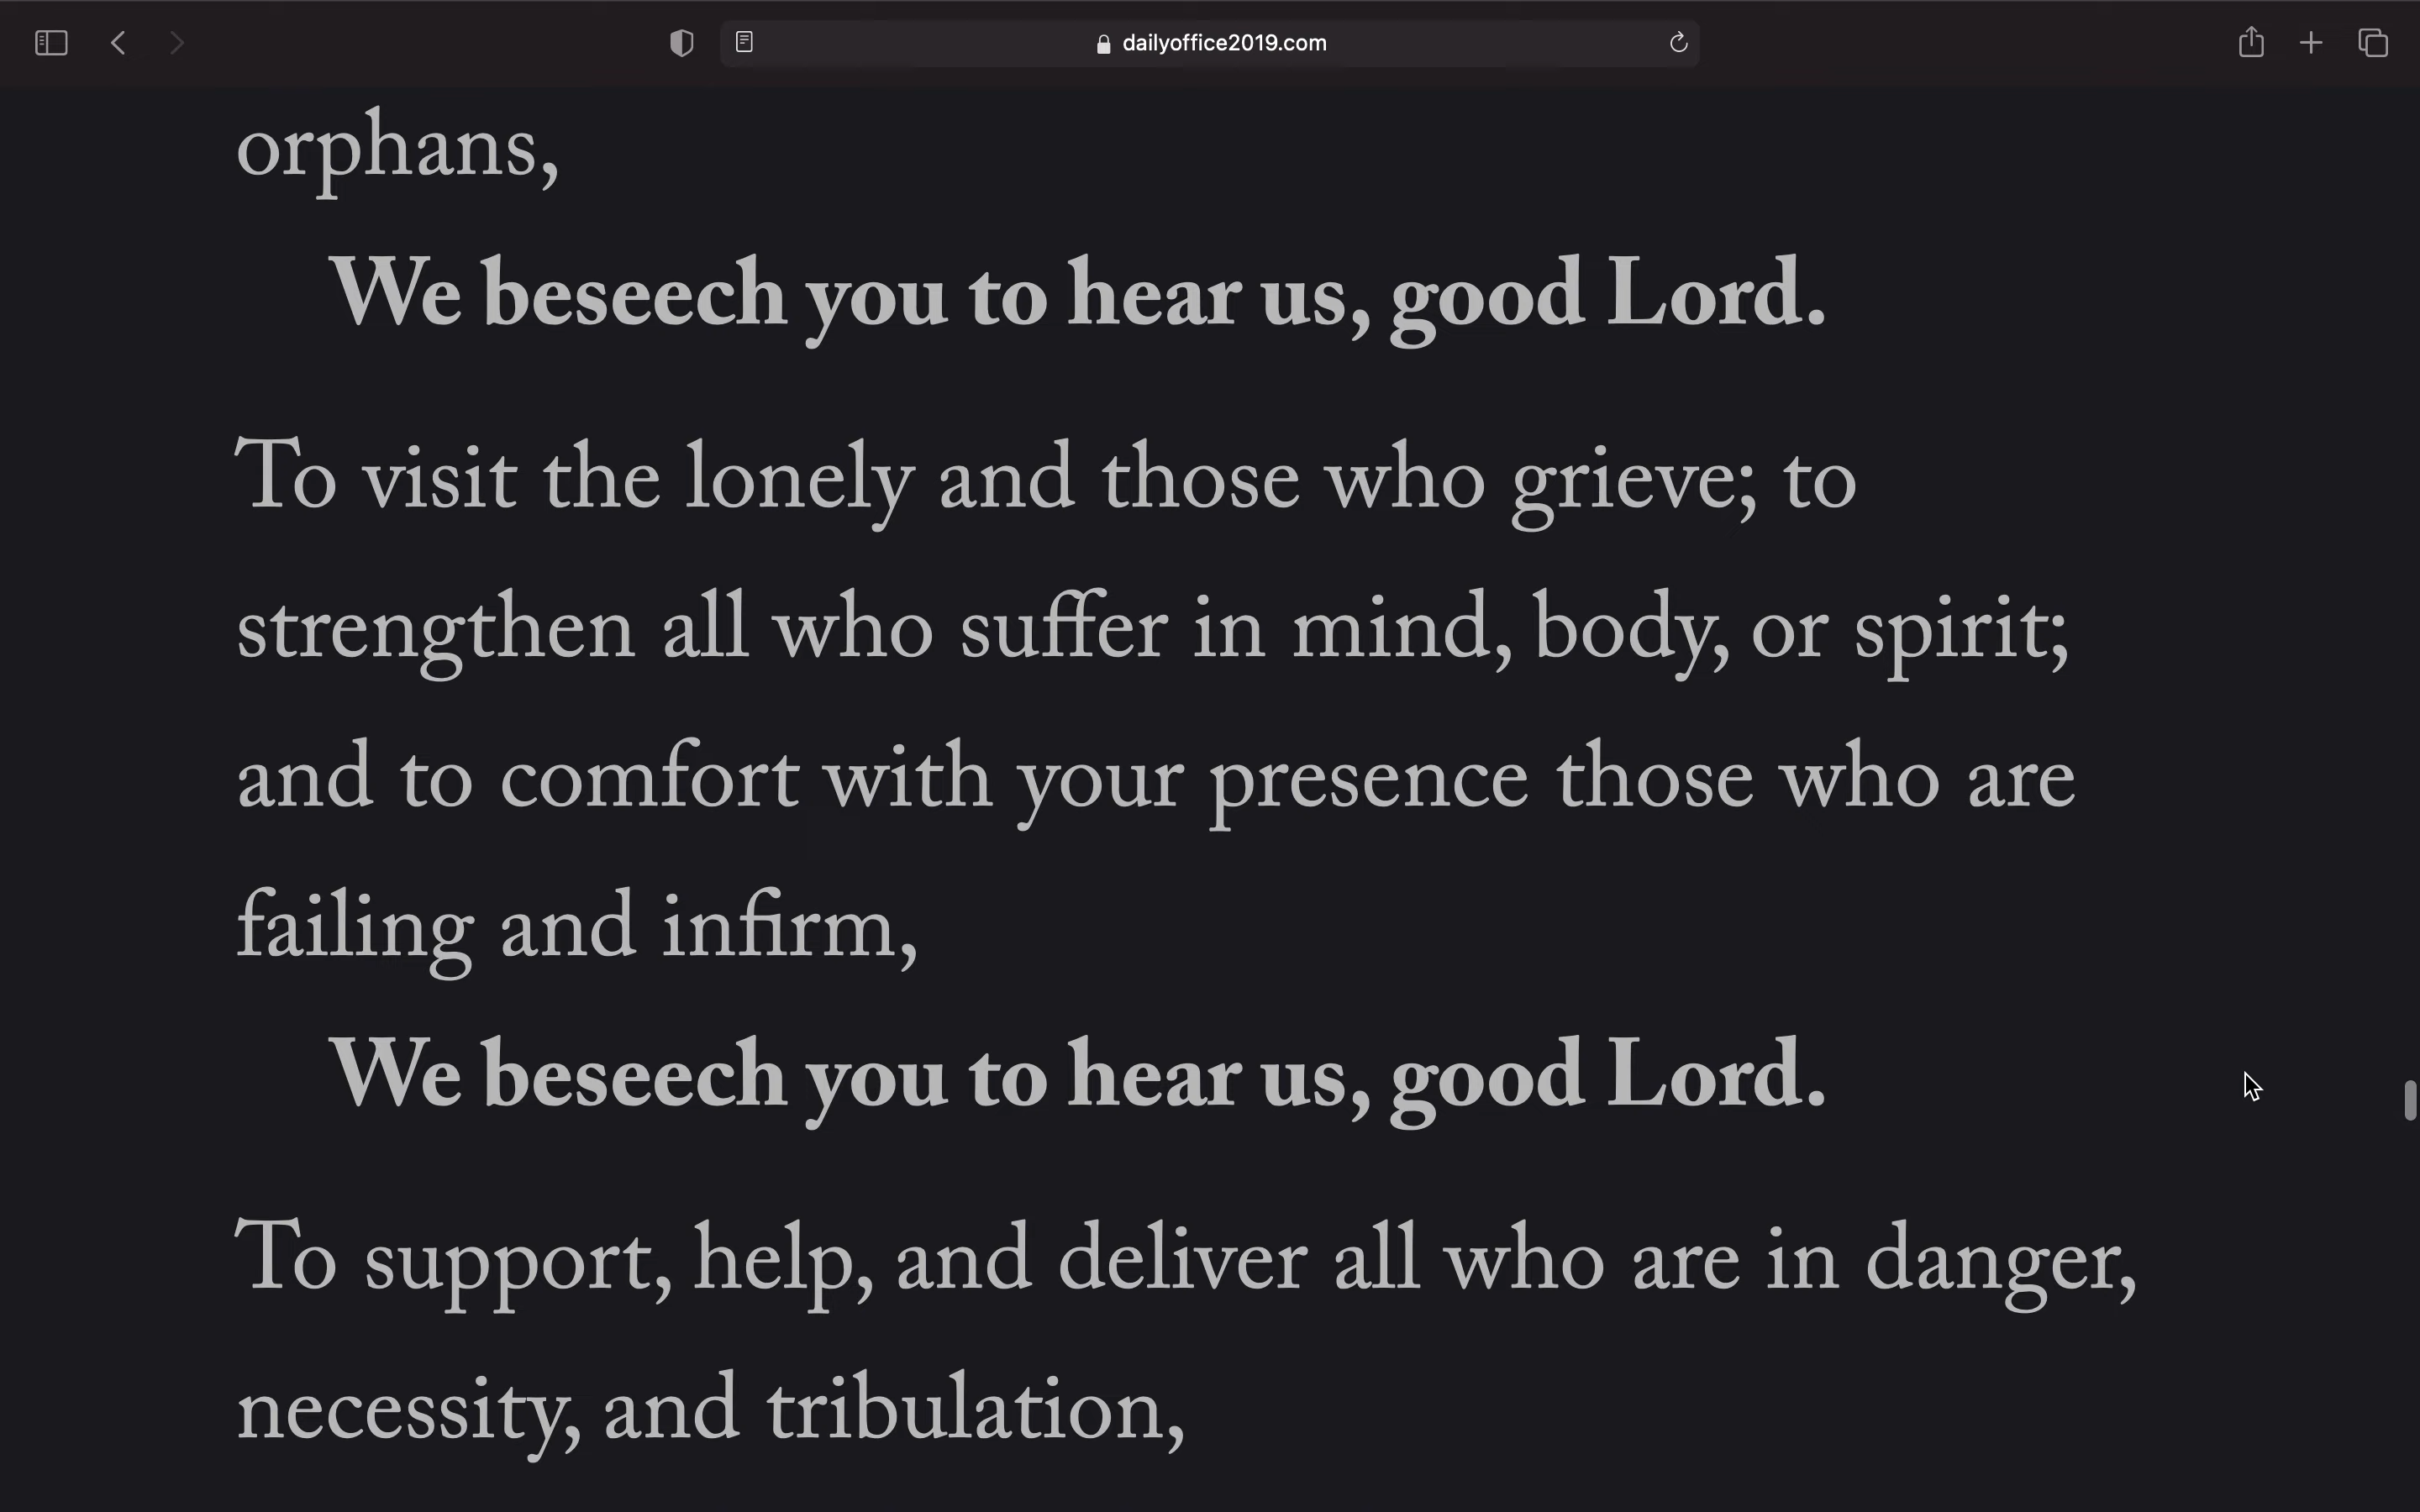 dailyoffice2019.com
orphans,
We beseech you to hear us, good Lord.
To visit the lonely and those who grieve; to
strengthen all who suffer in mind, body, or spirit;
and to comfort with your presence those who are
failing and infirm,
We beseech you to hear us, good Lord.
To support, help, and deliver all who are in danger,
necessity, and tribulation,